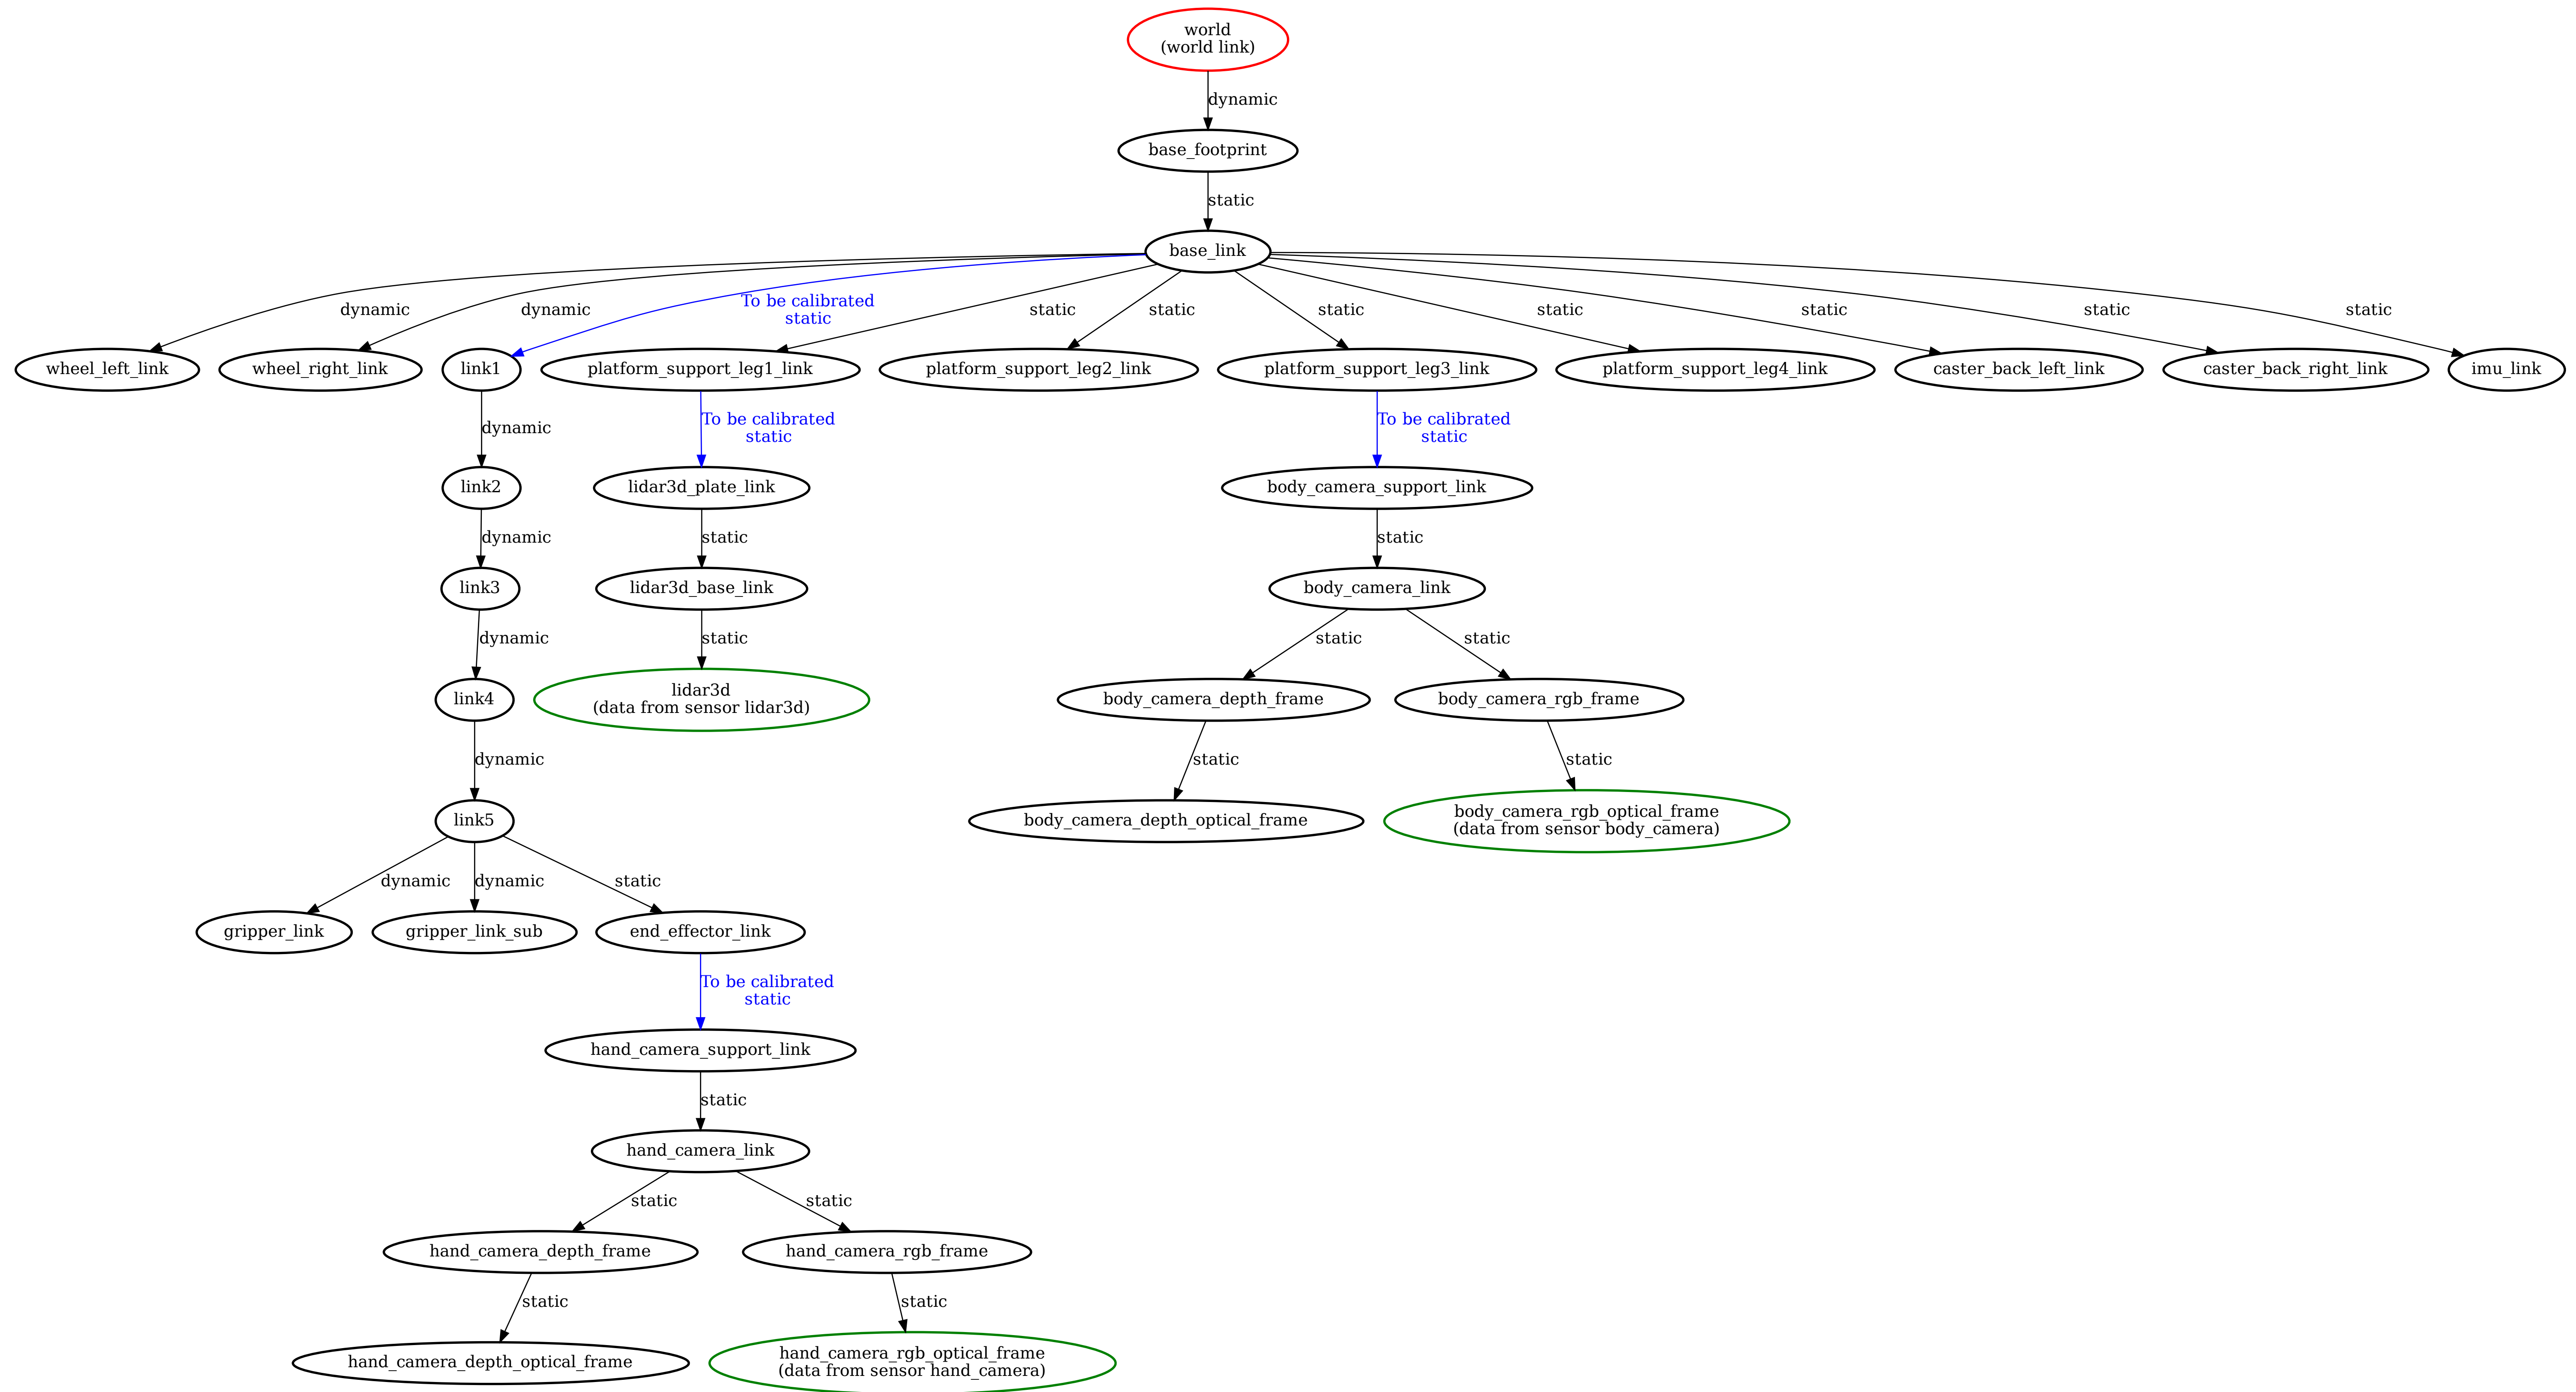 world
(world link)
dynamic
base_footprint
static
base_link
dynamic
dynamic
To be calibrated
static
static
static
static
static
static
static
static
wheel_left_link
wheel_right_link
link1
platform_support_leg1_link
platform_support_leg2_link
platform_support_leg3_link
platform_support_leg4_link
caster_back_left_link
caster_back_right_link
imu_link
dynamic
To be calibrated
static
To be calibrated
static
link2
lidar3d_plate_link
body_camera_support_link
dynamic
static
static
link3
lidar3d_base_link
body_camera_link
dynamic
static
static
static
link4
lidar3d
(data from sensor lidar3d)
body_camera_depth_frame
body_camera_rgb_frame
dynamic
static
static
link5
body_camera_depth_optical_frame
body_camera_rgb_optical_frame
(data from sensor body_camera)
dynamic
dynamic
static
gripper_link
gripper_link_sub
end_effector_link
To be calibrated
static
hand_camera_support_link
static
hand_camera_link
static
static
hand_camera_depth_frame
hand_camera_rgb_frame
static
static
hand_camera_depth_optical_frame
hand_camera_rgb_optical_frame
(data from sensor hand_camera)